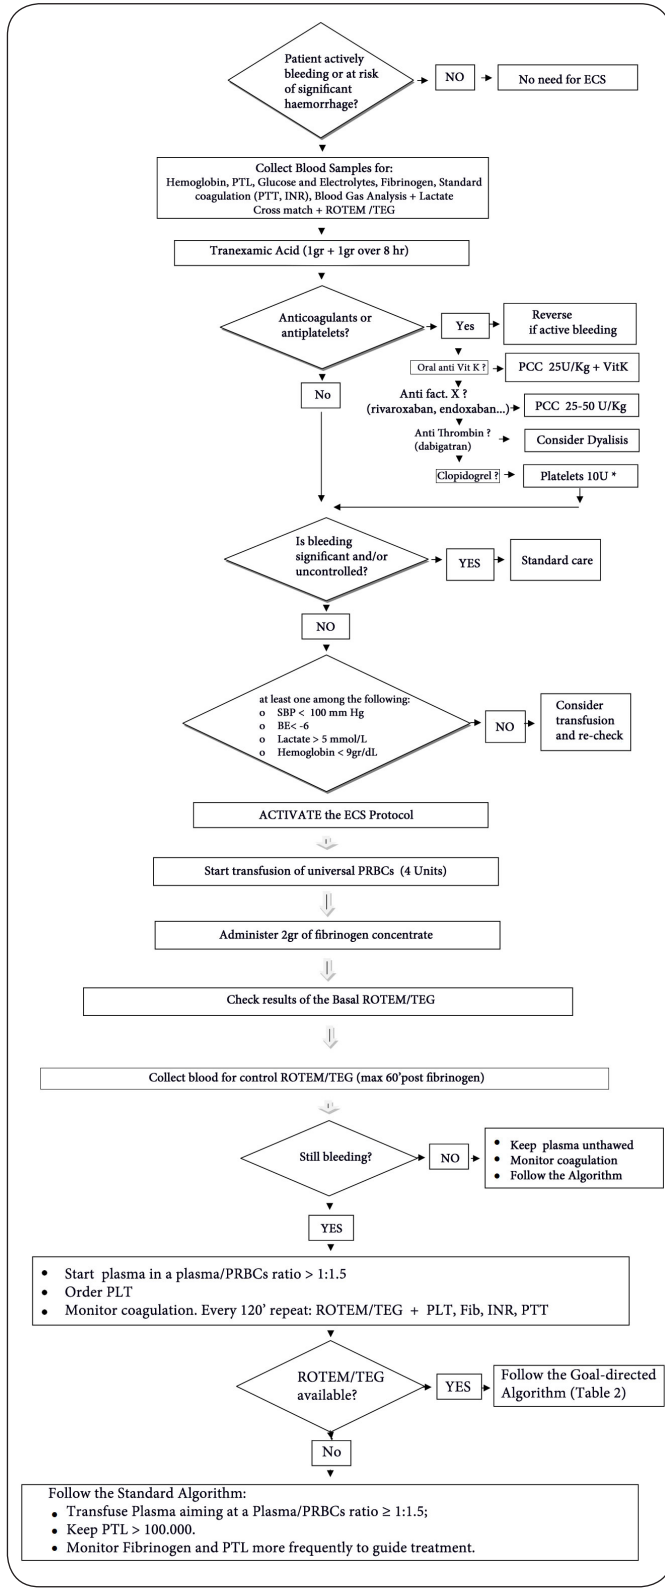 Patient actively
bleeding or at risk
of significant
haemorrhage?
NO
No need for ECS
Collect Blood Samples for:
Hemoglobin, PTL, Glucose and Electrolytes, Fibrinogen, Standard
coagulation (PTT, INR), Blood Gas Analysis + Lactate
Cross match + ROTEM /TEG
Tranexamic Acid (1gr + 1gr over 8 hr)
Anticoagulants or
antiplatelets?
Yes
Reverse
if active bleeding
Oral anti Vit K ?
PCC 25U/Kg + VitK
No
Anti fact. X ?
(rivaroxaban, endoxaban...)
PCC 25-50 U/Kg
Anti Thrombin ?
(dabigatran)
Consider Dyalisis
Clopidogrel ?
Platelets 10U *
Is bleeding
significant and/or
uncontrolled?
YES
Standard care
NO
at least one among the following:
o SBP < 100 mm Hg
o BE< -6
o Lactate > 5 mmol/L
o Hemoglobin < 9gr/dL
NO
Consider
transfusion
and re-check
ACTIVATE the ECS Protocol
Start transfusion of universal PRBCs (4 Units)
Administer 2gr of fibrinogen concentrate
Check results of the Basal ROTEM/TEG
Collect blood for control ROTEM/TEG (max 60'post fibrinogen)
Still bleeding?
NO
• Keep plasma unthawed
• Monitor coagulation
• Follow the Algorithm
YES
• Start plasma in a plasma/PRBCs ratio > 1:1.5
• Order PLT
• Monitor coagulation. Every 120' repeat: ROTEM/TEG + PLT, Fib, INR, PTT
ROTEM/TEG
available?
YES
Follow the Goal-directed
Algorithm (Table 2)
No
Follow the Standard Algorithm:
• Transfuse Plasma aiming at a Plasma/PRBCs ratio ≥ 1:1.5;
• Keep PTL > 100.000.
• Monitor Fibrinogen and PTL more frequently to guide treatment.